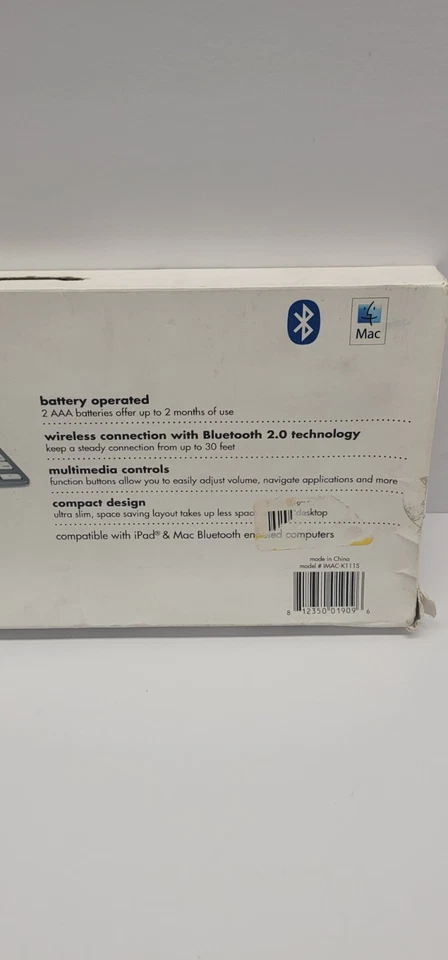 Mac
battery operated
2 AAA batteries offer up to 2 months of use
wireless connection with Bluetooth 2.0 technology
keep a steady connection from up to 30 feet
multimedia controls
function buttons allow you to easily adjust volume, navigate applications and more
compact design
ultra slim, space saving layout takes up less desktop
compatible with iPad® & Mac Bluetooth computers
made in China
model # iMAC-K111S
8 12350 01909 6